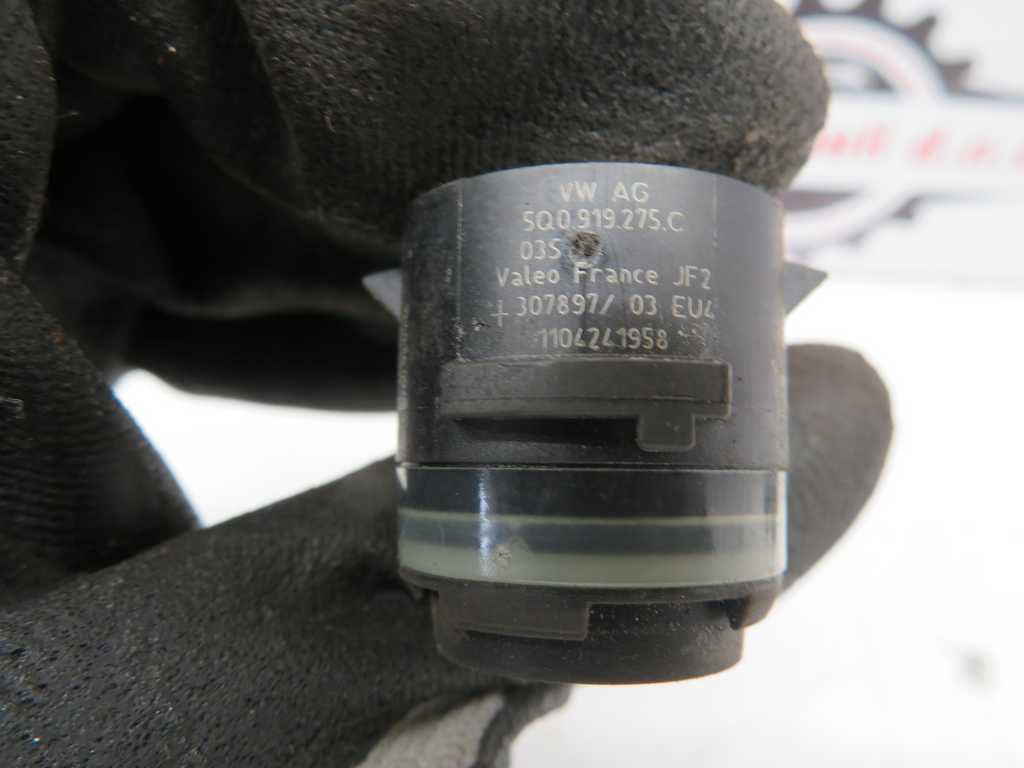 VW AG
5Q0.919.275.C
03S
Valeo France JF2
307897/ 03 EU4
1104241958
d.o.o